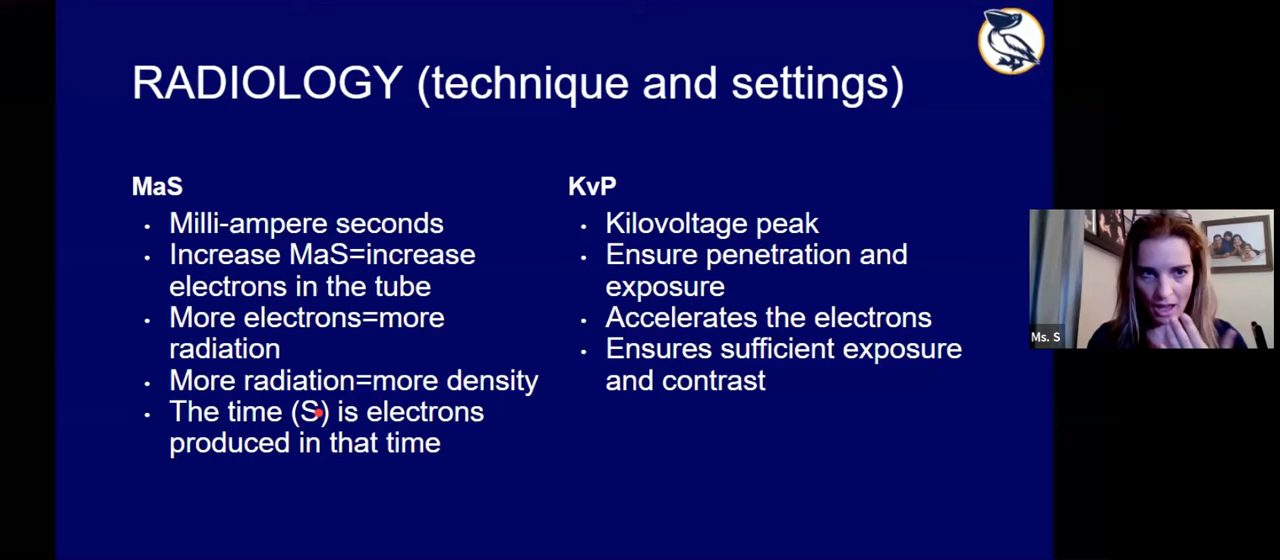 RADIOLOGY (technique and settings)
MaS
• Milli-ampere seconds
• Increase MaS=increase
electrons in the tube
• More electrons=more
radiation
• More radiation=more density
• The time (S) is electrons
produced in that time
KvP
• Kilovoltage peak
• Ensure penetration and
exposure
• Accelerates the electrons
• Ensures sufficient exposure
and contrast
Ms. S